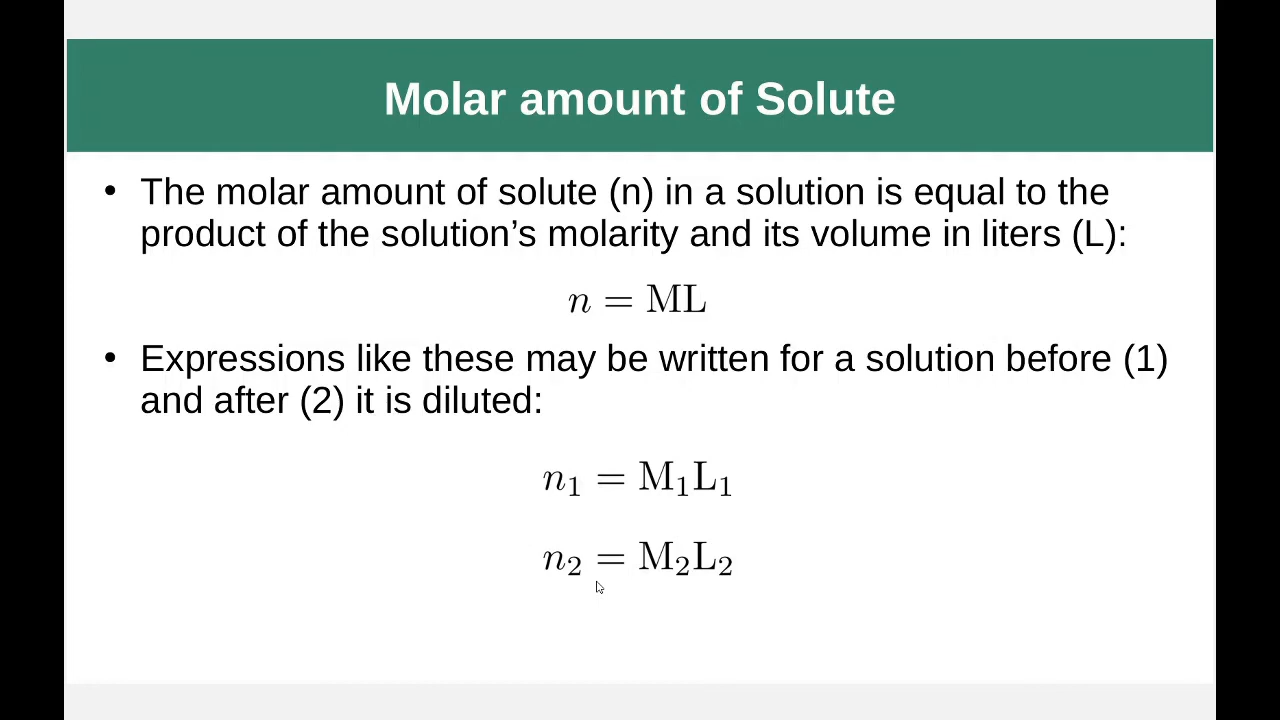 Molar amount of Solute
• The molar amount of solute (n) in a solution is equal to the
product of the solution’s molarity and its volume in liters (L):
n = ML
• Expressions like these may be written for a solution before (1)
and after (2) it is diluted:
n₁ = M₁L₁
n₂ = M₂L₂